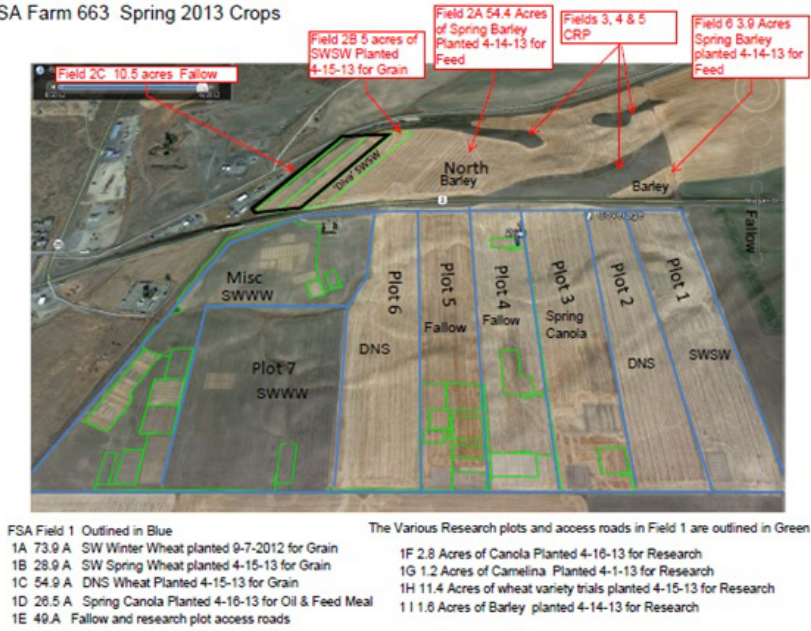 SA Farm 663 Spring 2013 Crops
Field 2C 10.5 acres Fallow
Field 2B 5 acres of
SWSW Planted
4-15-13 for Grain
Field 2A 54.4 Acres
of Spring Barley
Planted 4-14-13 for
Feed
Fields 3, 4 & 5
CRP
Field 6 3.9 Acres
Spring Barley
planted 4-14-13 for
Feed
"Diva" SWSW
North
Barley
Barley
Fallow
Misc
SWWW
Plot 7
SWWW
Plot 6
DNS
Plot 5
Fallow
Plot 4
Fallow
Plot 3
Spring
Canola
Plot 2
DNS
Plot 1
SWSW
FSA Field 1 Outlined in Blue
1A 73.9 A SW Winter Wheat planted 9-7-2012 for Grain
1B 28.9 A SW Spring Wheat planted 4-15-13 for Grain
1C 54.9 A DNS Wheat Planted 4-15-13 for Grain
1D 26.5 A Spring Canola Planted 4-16-13 for Oil & Feed Meal
1E 49.A Fallow and research plot access roads
The Various Research plots and access roads in Field 1 are outlined in Green
1F 2.8 Acres of Canola Planted 4-16-13 for Research
1G 1.2 Acres of Camelina Planted 4-1-13 for Research
1H 11.4 Acres of wheat variety trials planted 4-15-13 for Research
1 I 1.6 Acres of Barley planted 4-14-13 for Research